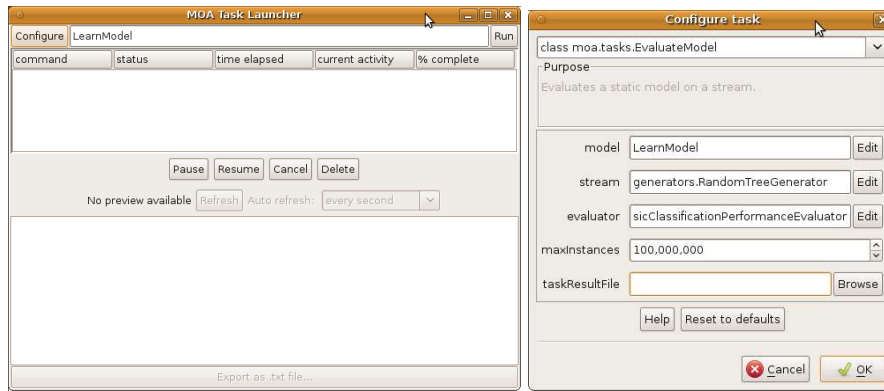 MOA Task Launcher
Configure LearnModel Run
command status time elapsed current activity % complete
Pause Resume Cancel Delete
No preview available Refresh Auto refresh: every second
Export as .txt file...
Configure task
class moa.tasks.EvaluateModel
Purpose
Evaluates a static model on a stream.
model LearnModel Edit
stream generators.RandomTreeGenerator Edit
evaluator sicClassificationPerformanceEvaluator Edit
maxInstances 100,000,000
taskResultFile Browse
Help Reset to defaults
Cancel OK